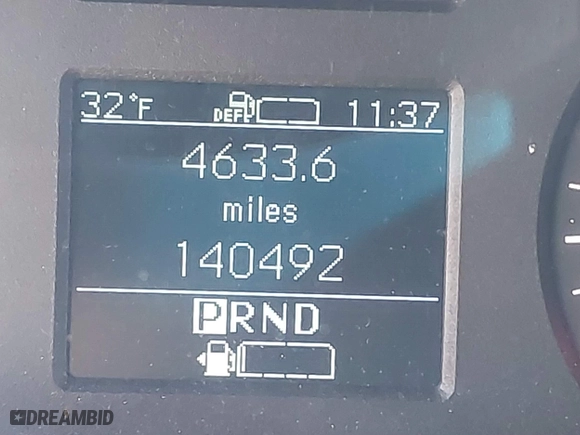 32°F DEF 11:37
4633.6
miles
140492
PRND
DREAMBID